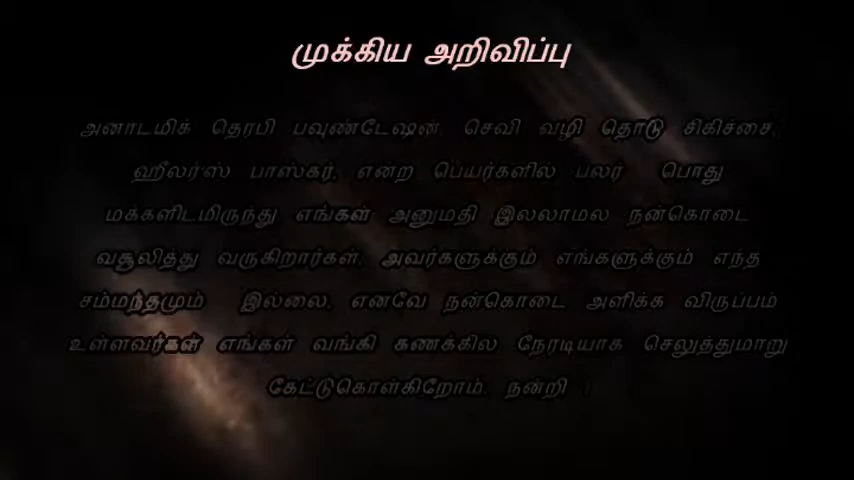 முக்கிய அறிவிப்பு
அனாடமிக் தெரபி பவுண்டேஷன், செவி வழி தொடு சிகிச்சை,
ஹீலர்ஸ் பாஸ்கர், என்ற பெயர்களில் பலர் பொது
மக்களிடமிருந்து எங்கள் அனுமதி இல்லாமல நன்கொடை
வசூலித்து வருகிறார்கள். அவர்களுக்கும் எங்களுக்கும் எந்த
சம்மந்தமும் இல்லை, எனவே நன்கொடை அளிக்க விருப்பம்
உள்ளவர்கள் எங்கள் வங்கி கணக்கில நேரடியாக செலுத்துமாறு
கேட்டுகொள்கிறோம். நன்றி !